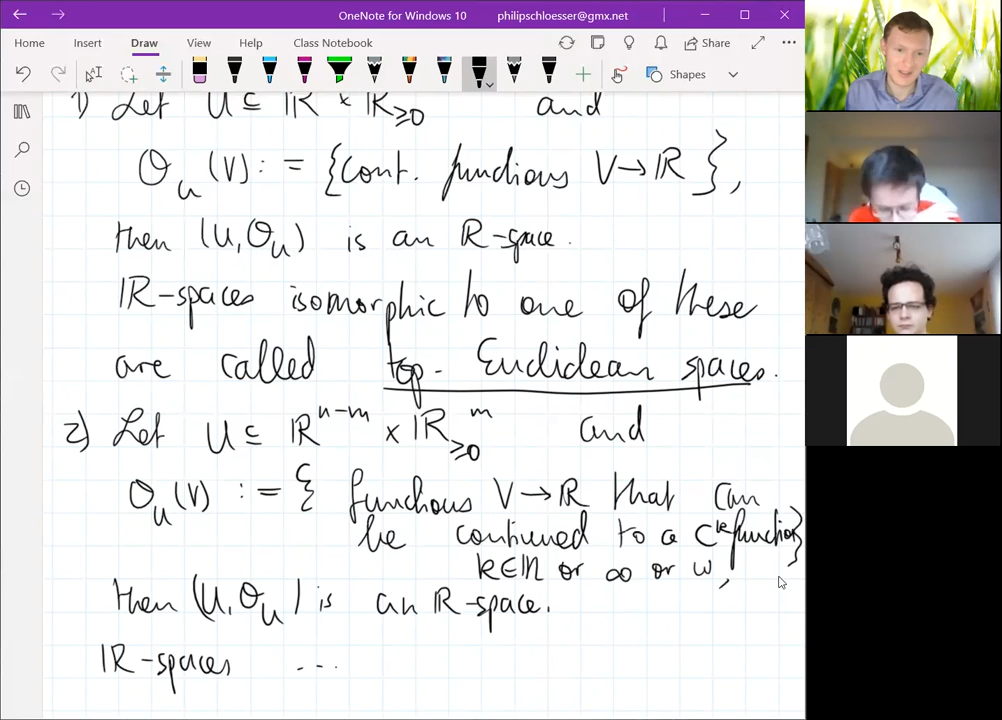 OneNote for Windows 10
philipschloesser@gmx.net
Home Insert Draw View Help Class Notebook Share
Shapes
1) Let U ⊆ ℝ × ℝ≥0 and
𝒪_U(V) := {cont. functions V→ℝ},
then (U, 𝒪_U) is an ℝ-space.
ℝ-spaces isomorphic to one of these
are called top. Euclidean spaces.
2) Let U ⊆ ℝ^{n-m} × ℝ≥0^m and
𝒪_U(V) := { functions V→ℝ that can
be continued to a C^k function}
k∈ℕ or ∞ or ω,
then (U, 𝒪_U) is an ℝ-space.
ℝ-spaces ...